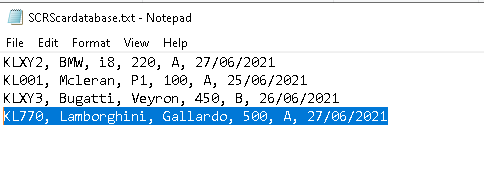 SCRScardatabase.txt - Notepad
File Edit Format View Help
KLXY2, BMW, i8, 220, A, 27/06/2021
KL001, Mcleran, P1, 100, A, 25/06/2021
KLXY3, Bugatti, Veyron, 450, B, 26/06/2021
KL770, Lamborghini, Gallardo, 500, A, 27/06/2021